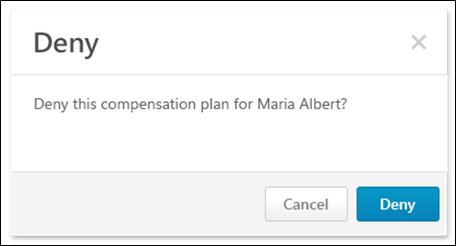 Deny
Deny this compensation plan for Maria Albert?
Cancel
Deny